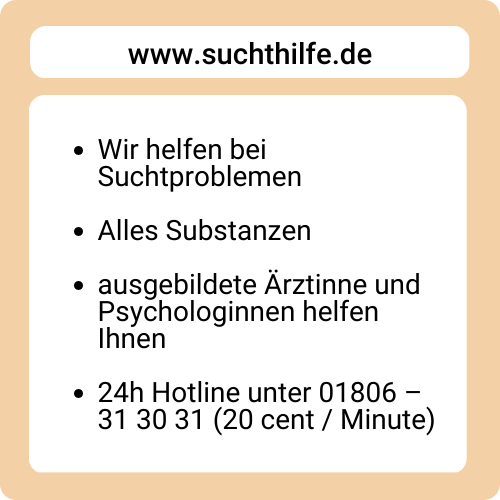 www.suchthilfe.de
• Wir helfen bei
Suchtproblemen
• Alles Substanzen
• ausgebildete Ärztinne und
Psychologinnen helfen
Ihnen
• 24h Hotline unter 01806 –
31 30 31 (20 cent / Minute)